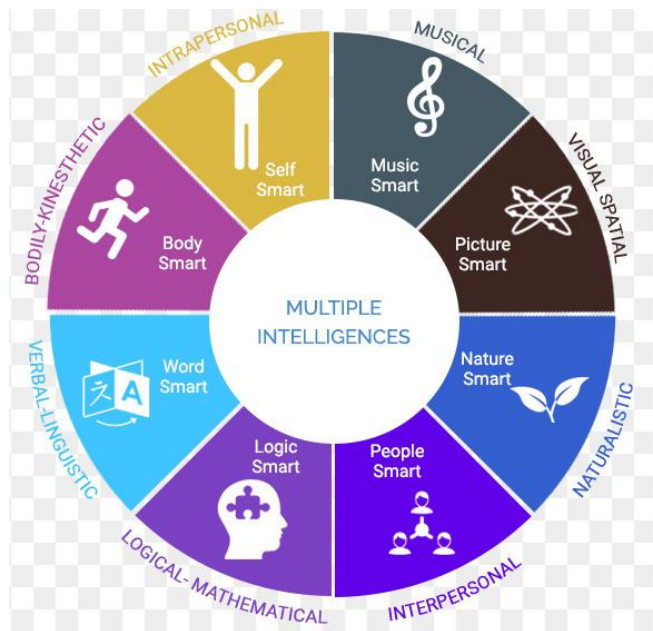 INTRAPERSONAL
MUSICAL
BODILY-KINESTHETIC
VISUAL SPATIAL
Self
Smart
Music
Smart
Body
Smart
Picture
Smart
MULTIPLE
INTELLIGENCES
VERBAL-LINGUISTIC
Word
Smart
A
Nature
Smart
NATURALISTIC
Logic
Smart
People
Smart
LOGICAL- MATHEMATICAL
INTERPERSONAL